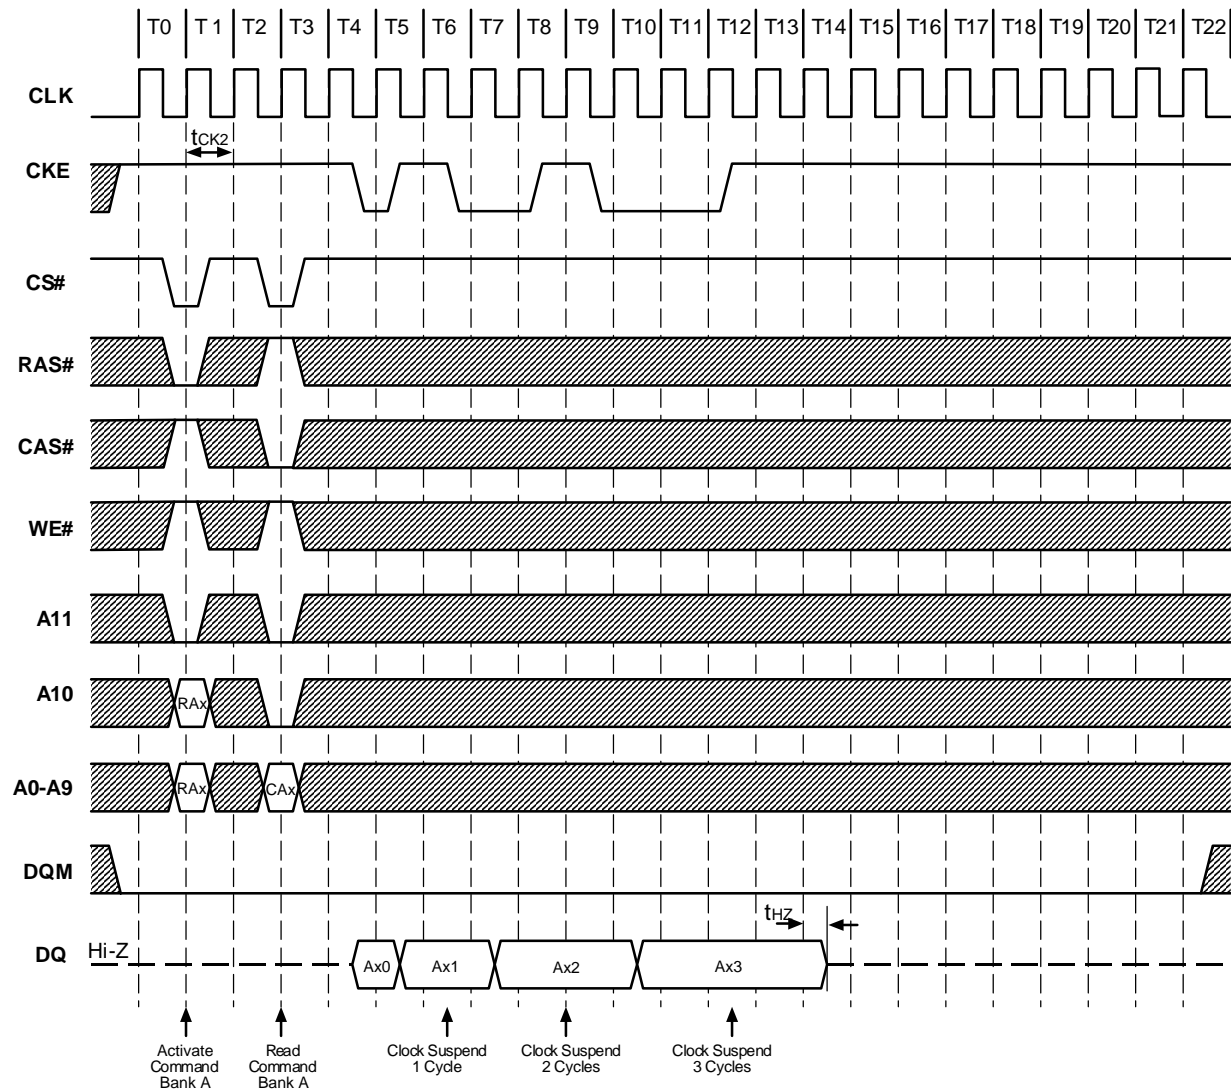 T0 T 1 T2 T3 T4 T5 T6 T7 T8 T9 T10 T11 T12 T13 T14 T15 T16 T17 T18 T19 T20 T21 T22
CLK
tCK2
CKE
CS#
RAS#
CAS#
WE#
A11
A10
RAx
A0-A9
RAx CAx
DQM
tHZ
DQ Hi-Z Ax0 Ax1 Ax2 Ax3
Activate
Command
Bank A
Read
Command
Bank A
Clock Suspend
1 Cycle
Clock Suspend
2 Cycles
Clock Suspend
3 Cycles